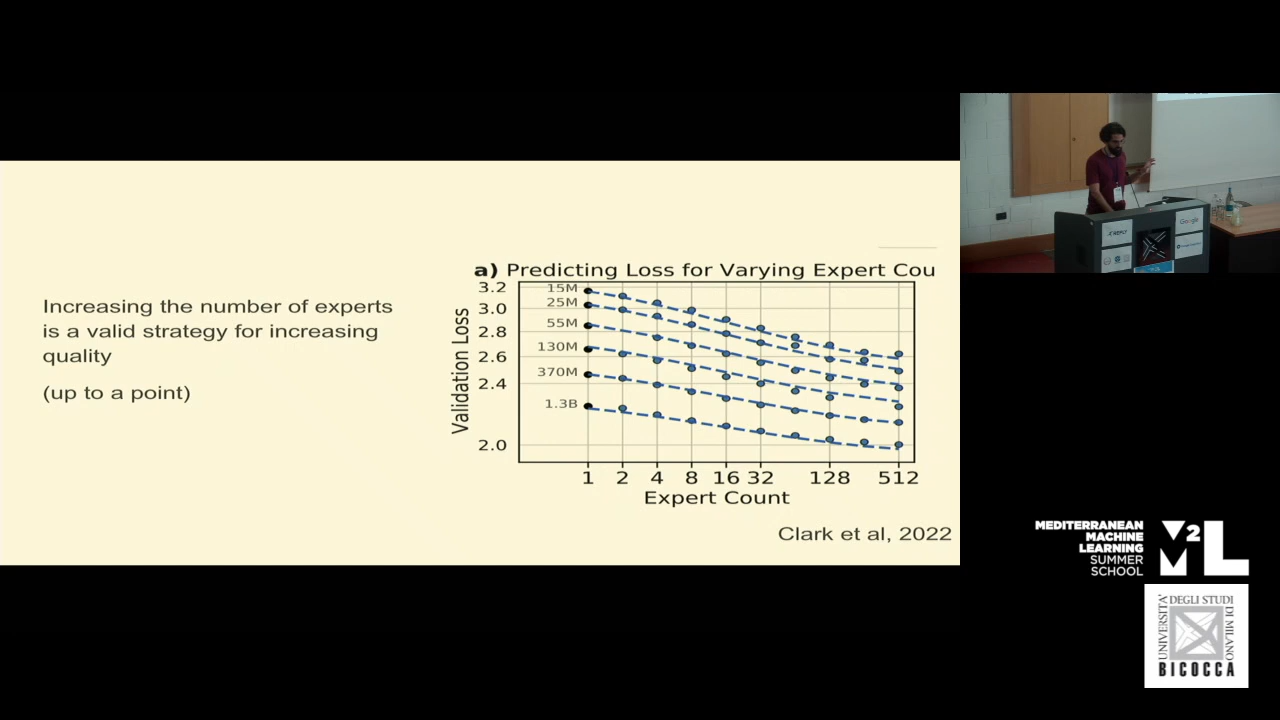 Increasing the number of experts
is a valid strategy for increasing
quality
(up to a point)
a) Predicting Loss for Varying Expert Cou
Validation Loss
3.2
3.0
2.8
2.6
2.4
2.0
15M
25M
55M
130M
370M
1.3B
1 2 4 8 16 32 128 512
Expert Count
Clark et al, 2022
REPLY
Google
MEDITERRANEAN
MACHINE
LEARNING
SUMMER
SCHOOL
M2L
UNIVERSITÀ
DEGLI STUDI
DI MILANO
BICOCCA